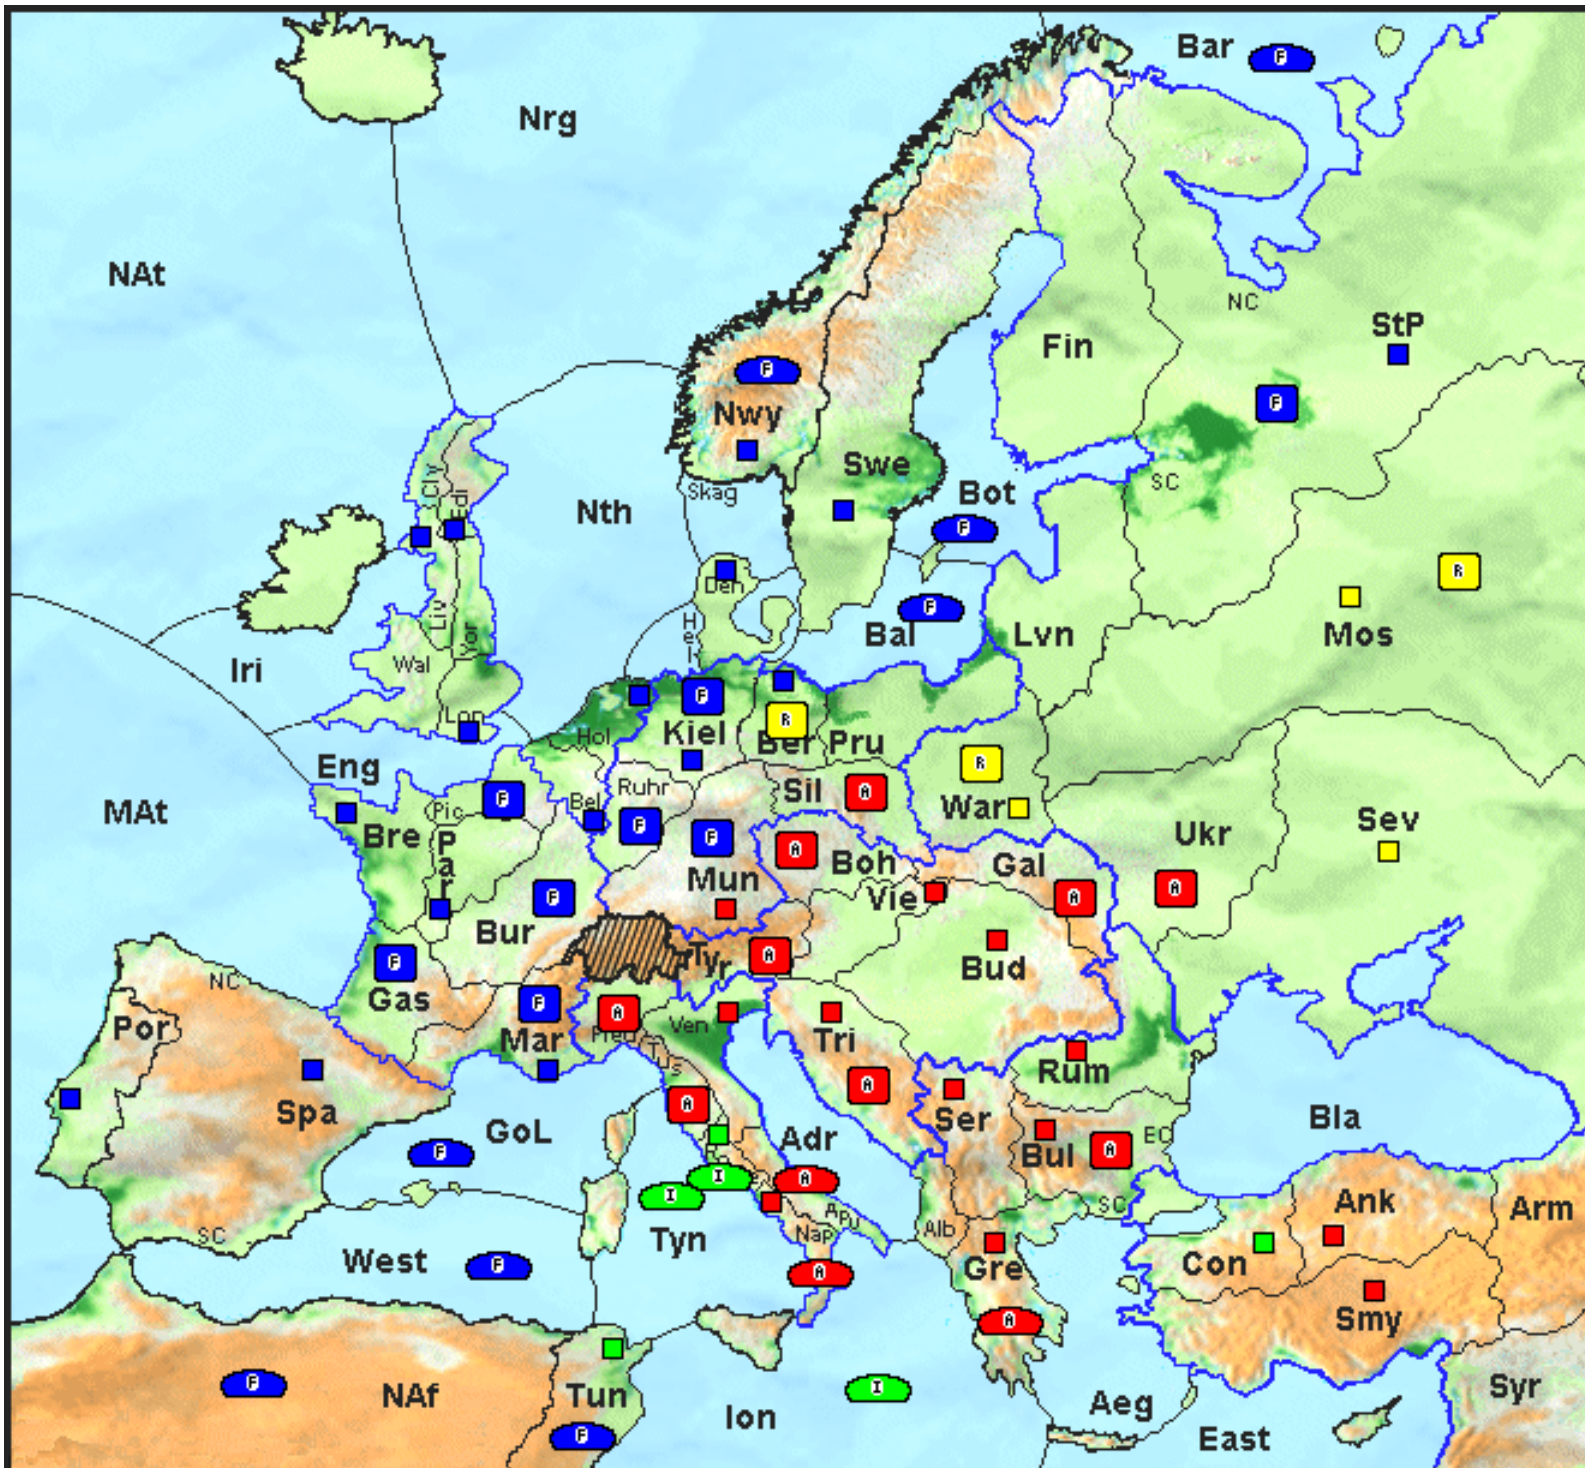 Bar
F
Nrg
NAt
NC
StP
Fin
F
F
Nwy
Swe
Skag
Bot
SC
Cly
Edi
Nth
F
R
Den
F
Hel
Bal
Lvn
Mos
Liv
Yor
Iri
Wal
Lon
F
R
Hol
Kiel
Ber
Pru
R
Eng
Ruhr
Sil
A
War
Sev
MAt
Pic
F
Bel
F
F
Bre
Par
A
Boh
Gal
Ukr
Mun
Vie
A
A
F
Bur
F
Tyr
A
Bud
NC
Gas
F
A
Por
Mar
Pied
Ven
Tri
Tus
Rum
A
Spa
A
Ser
GoL
Adr
Bla
F
Bul
A
EC
I
I
A
Ank
Arm
SC
Apu
Alb
SC
West
Tyn
Nap
Gre
Con
F
A
Smy
A
F
NAf
Tun
I
Syr
F
Ion
Aeg
East